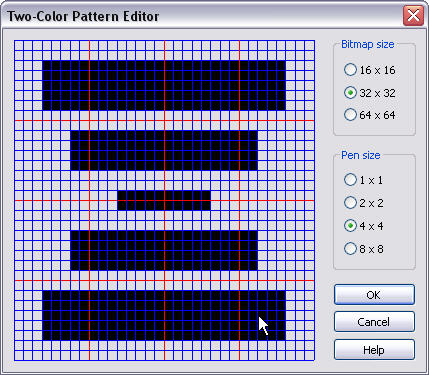 Two-Color Pattern Editor
Bitmap size
16 x 16
32 x 32
64 x 64
Pen size
1 x 1
2 x 2
4 x 4
8 x 8
OK
Cancel
Help